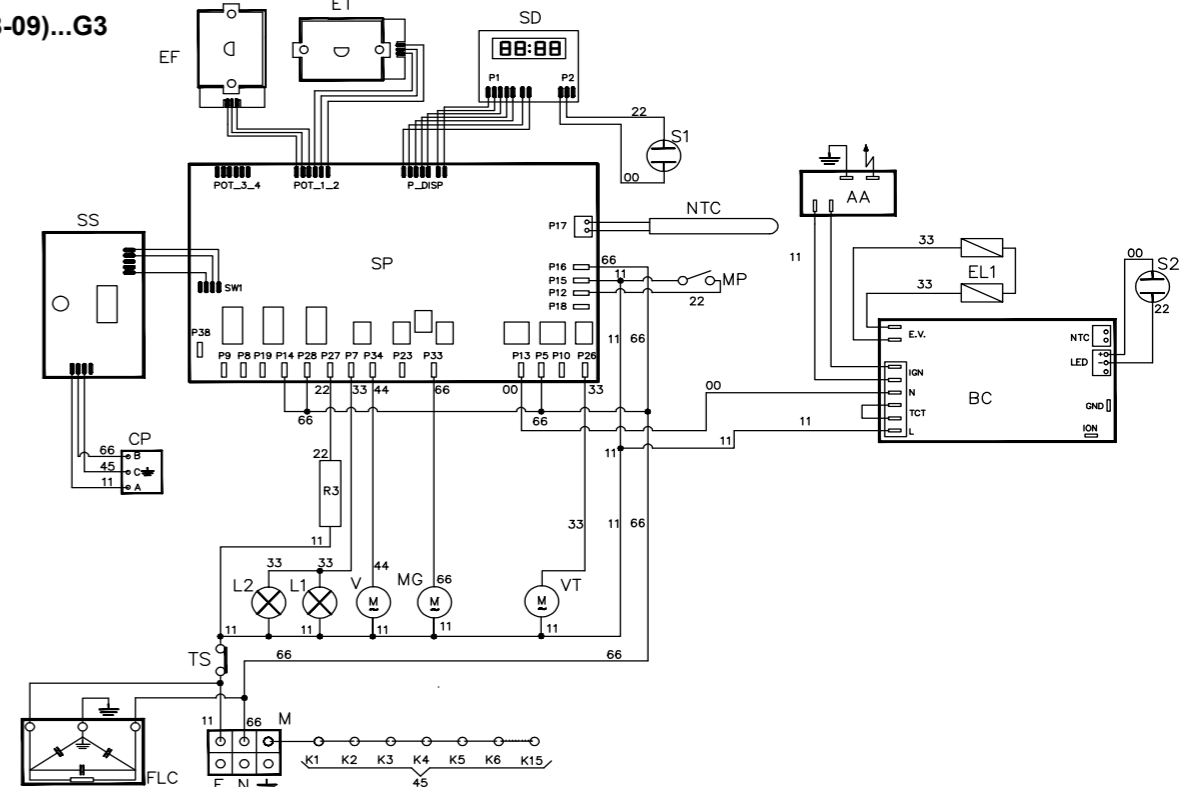 -09)...G3
EF
ET
SD
88:88
P1
P2
22
S1
00
POT_3_4
POT_1_2
P_DISP
SS
SW1
SP
P17
NTC
P16
66
P15
11
P12
MP
22
P18
11
66
AA
11
33
EL1
33
00
S2
22
E.V.
NTC
LED
IGN
N
TCT
L
BC
GND
ION
P38
P9
P8
P19
P14
P28
P27
P7
P34
P23
P33
P13
P5
P10
P26
22
33
44
66
00
33
66
66
00
11
11
11
CP
66
B
45
C
11
A
22
R3
11
33
11
66
33
33
44
66
L2
L1
V
M
MG
M
M
VT
11
11
11
11
11
TS
66
66
11
66
M
FLC
F
N
K1
K2
K3
K4
K5
K6
K15
45